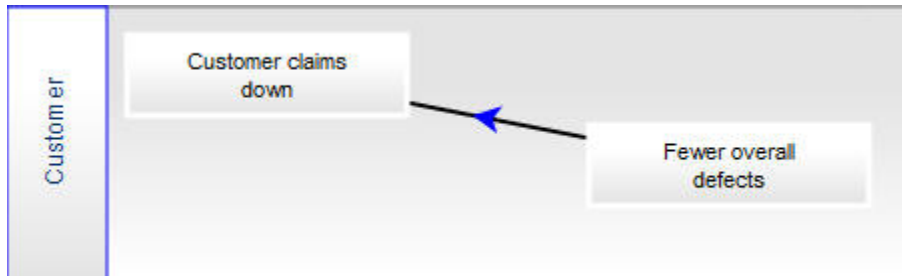 Customer
Customer claims
down
Fewer overall
defects